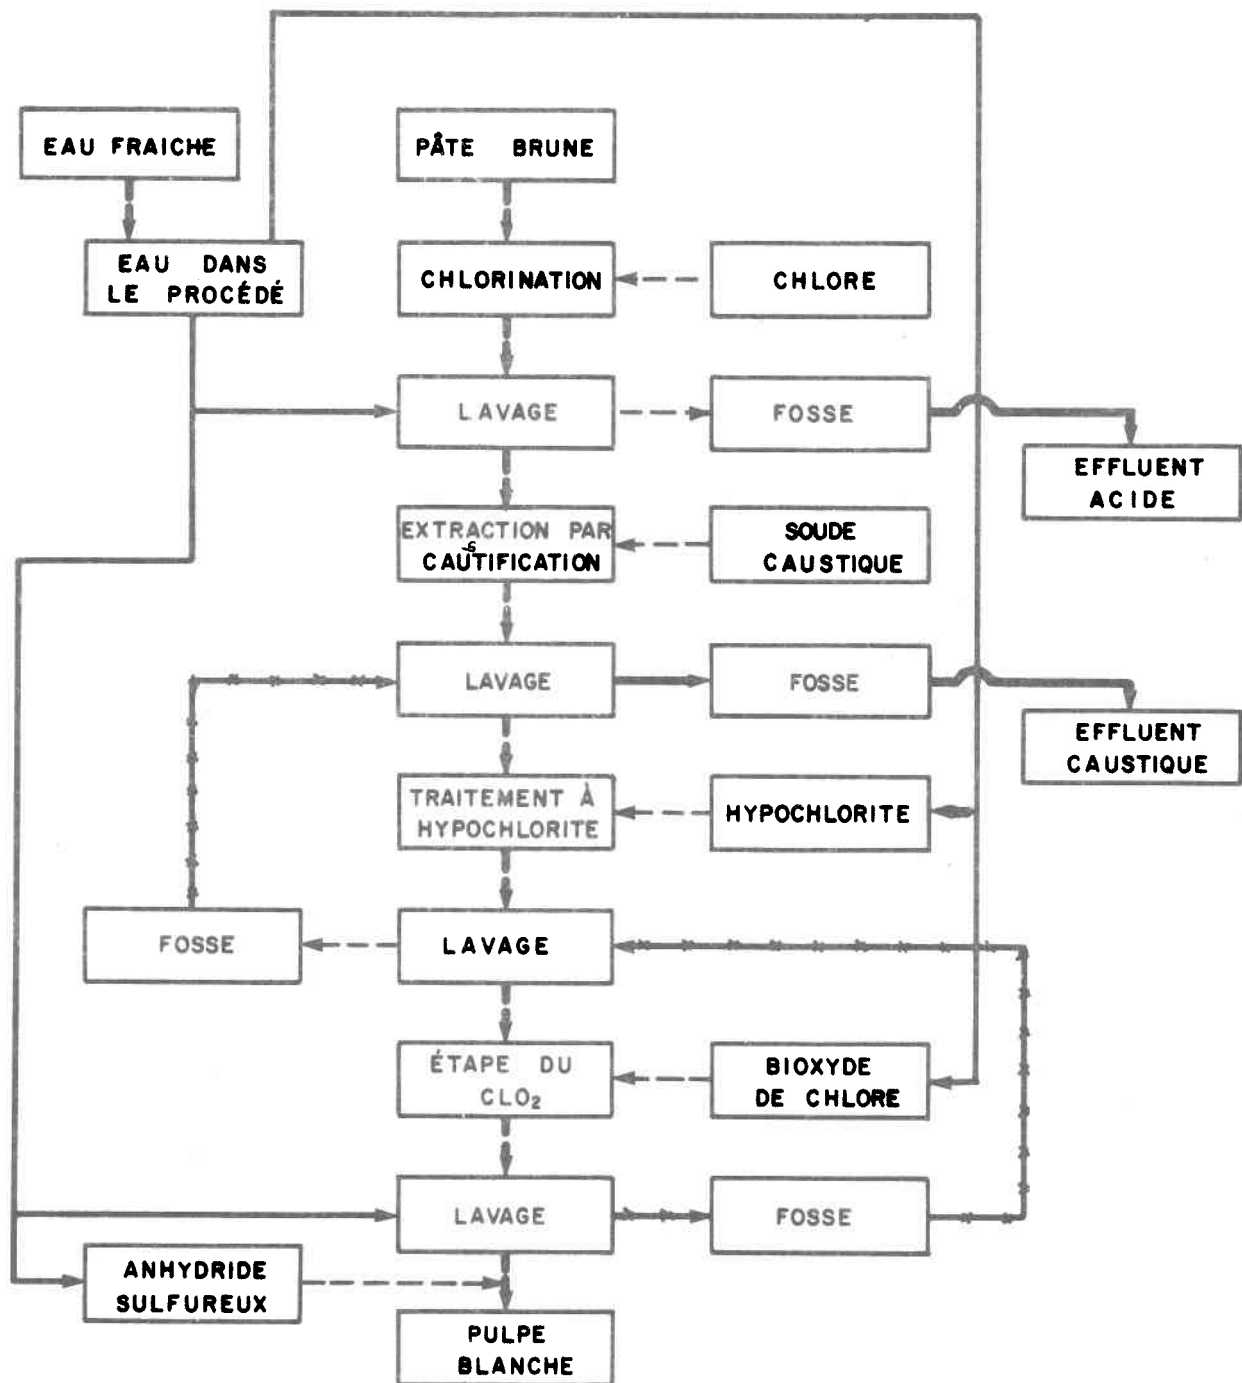 EAU FRAICHE
PÂTE BRUNE
EAU DANS
LE PROCÉDÉ
CHLORINATION
CHLORE
LAVAGE
FOSSE
EFFLUENT
ACIDE
EXTRACTION PAR
CAUSTIFICATION
SOUDE
CAUSTIQUE
LAVAGE
FOSSE
EFFLUENT
CAUSTIQUE
TRAITEMENT À
HYPOCHLORITE
HYPOCHLORITE
FOSSE
LAVAGE
ÉTAPE DU
CLO₂
BIOXYDE
DE CHLORE
LAVAGE
FOSSE
ANHYDRIDE
SULFUREUX
PULPE
BLANCHE